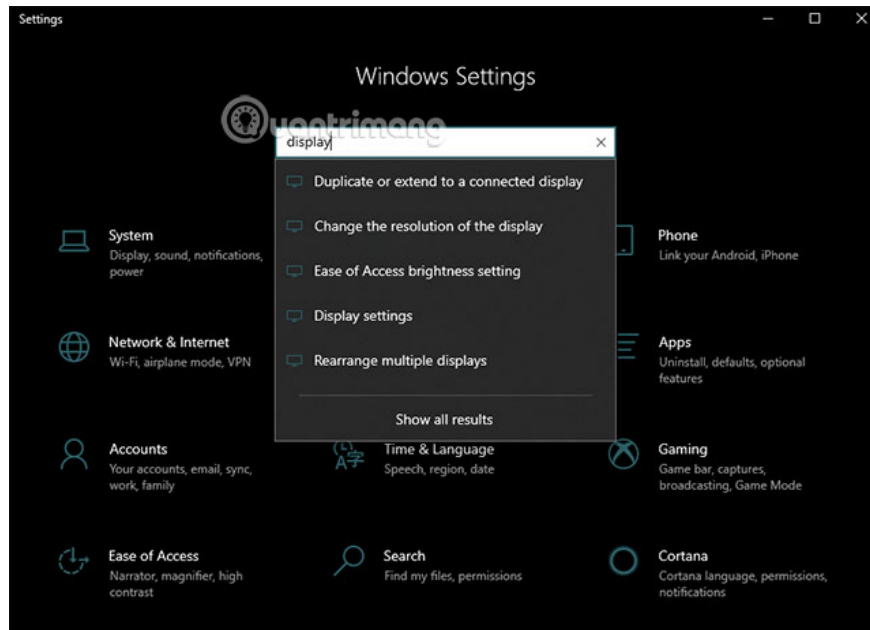 Settings
Windows Settings
Quantrimang
display
Duplicate or extend to a connected display
Change the resolution of the display
Ease of Access brightness setting
Display settings
Rearrange multiple displays
Show all results
System
Display, sound, notifications,
power
Phone
Link your Android, iPhone
Network & Internet
Wi-Fi, airplane mode, VPN
Apps
Uninstall, defaults, optional
features
Accounts
Your accounts, email, sync,
work, family
Time & Language
Speech, region, date
Gaming
Game bar, captures,
broadcasting, Game Mode
Ease of Access
Narrator, magnifier, high
contrast
Search
Find my files, permissions
Cortana
Cortana language, permissions,
notifications